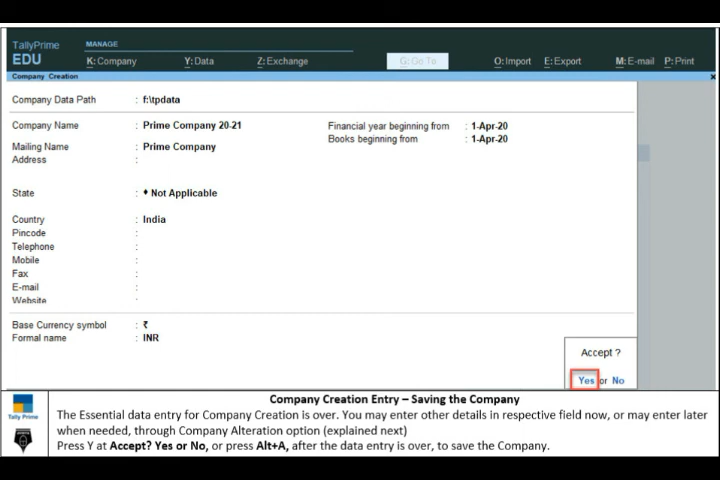 TallyPrime
MANAGE
EDU
K: Company Y: Data Z: Exchange G: Go To O: Import E: Export M: E-mail P: Print
Company Creation x
Company Data Path : f:\tpdata
Company Name : Prime Company 20-21 Financial year beginning from : 1-Apr-20
Books beginning from : 1-Apr-20
Mailing Name : Prime Company
Address :
State : ♦ Not Applicable
Country : India
Pincode :
Telephone :
Mobile :
Fax :
E-mail :
Website :
Base Currency symbol : ₹
Formal name : INR
Accept ?
Yes or No
Company Creation Entry – Saving the Company
The Essential data entry for Company Creation is over. You may enter other details in respective field now, or may enter later
when needed, through Company Alteration option (explained next)
Press Y at Accept? Yes or No, or press Alt+A, after the data entry is over, to save the Company.
Tally Prime